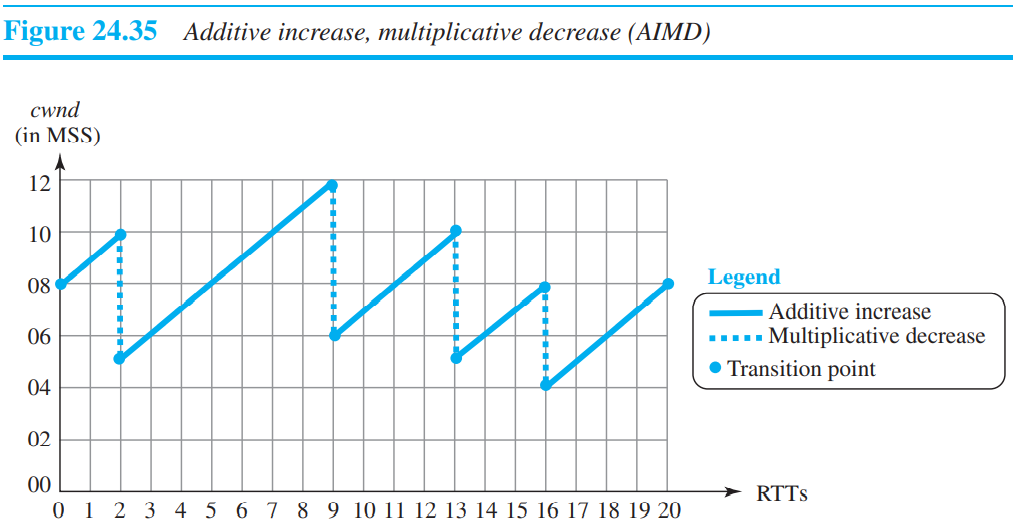 Figure 24.35 Additive increase, multiplicative decrease (AIMD)
cwnd
(in MSS)
12
10
08
06
04
02
00
0 1 2 3 4 5 6 7 8 9 10 11 12 13 14 15 16 17 18 19 20
RTTs
Legend
Additive increase
Multiplicative decrease
Transition point